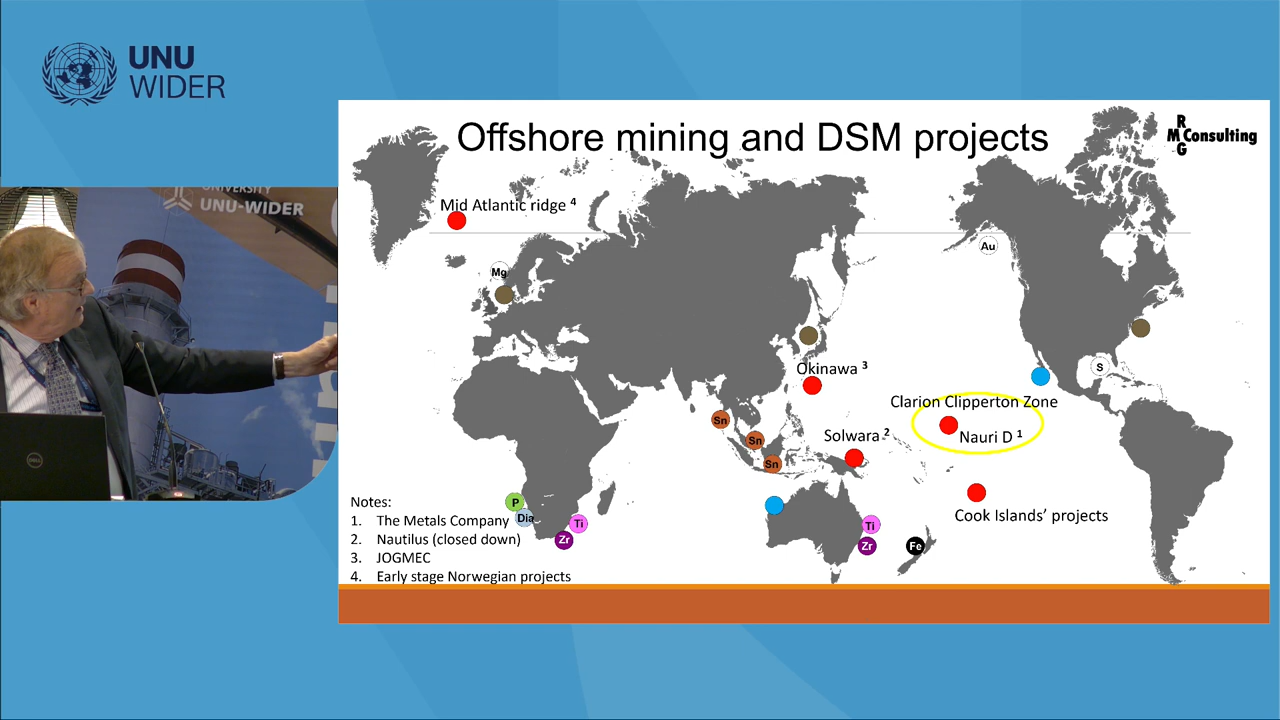 UNU
WIDER
UNIVERSITY
UNU-WIDER
DELL
Offshore mining and DSM projects
R
M Consulting
G
Mid Atlantic ridge 4
Au
Mg
S
Okinawa 3
Clarion Clipperton Zone
Nauri D 1
Solwara 2
Sn
Sn
Sn
Cook Islands’ projects
P
Dia
Ti
Zr
Ti
Zr
Fe
Notes:
1. The Metals Company
2. Nautilus (closed down)
3. JOGMEC
4. Early stage Norwegian projects